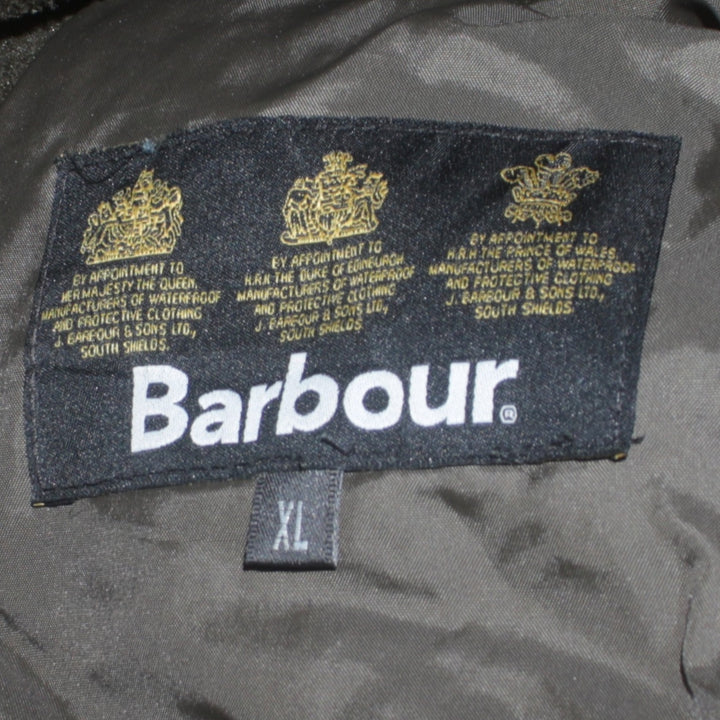 BY APPOINTMENT TO
HER MAJESTY THE QUEEN
MANUFACTURERS OF WATERPROOF
AND PROTECTIVE CLOTHING
J. BARBOUR & SONS LTD.,
SOUTH SHIELDS.
BY APPOINTMENT TO
H.R.H. THE DUKE OF EDINBURGH
MANUFACTURERS OF WATERPROOF
AND PROTECTIVE CLOTHING
J. BARBOUR & SONS LTD.,
SOUTH SHIELDS.
BY APPOINTMENT TO
H.R.H. THE PRINCE OF WALES
MANUFACTURERS OF WATERPROOF
AND PROTECTIVE CLOTHING
J. BARBOUR & SONS LTD.,
SOUTH SHIELDS.
Barbour®
XL